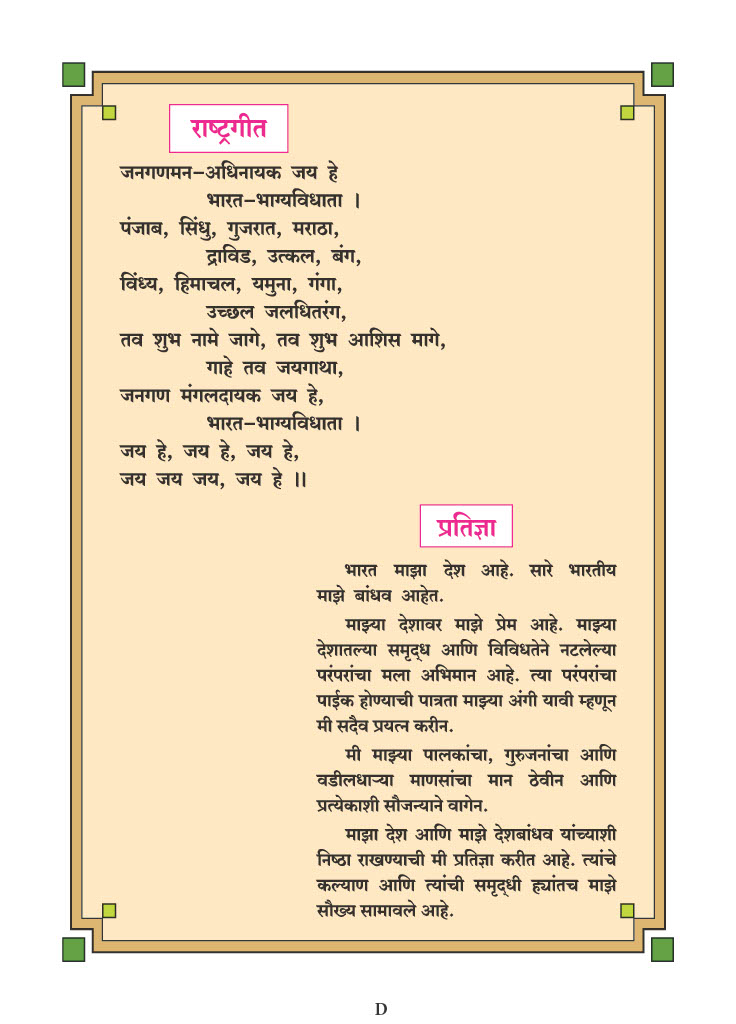 राष्ट्रगीत
जनगणमन–अधिनायक जय हे
भारत–भाग्यविधाता ।
पंजाब, सिंधु, गुजरात, मराठा,
द्राविड, उत्कल, बंग,
विंध्य, हिमाचल, यमुना, गंगा,
उच्छल जलधितरंग,
तव शुभ नामे जागे, तव शुभ आशिस मागे,
गाहे तव जयगाथा,
जनगण मंगलदायक जय हे,
भारत–भाग्यविधाता ।
जय हे, जय हे, जय हे,
जय जय जय, जय हे ।।
प्रतिज्ञा
भारत माझा देश आहे. सारे भारतीय
माझे बांधव आहेत.
माझ्या देशावर माझे प्रेम आहे. माझ्या
देशातल्या समृद्ध आणि विविधतेने नटलेल्या
परंपरांचा मला अभिमान आहे. त्या परंपरांचा
पाईक होण्याची पात्रता माझ्या अंगी यावी म्हणून
मी सदैव प्रयत्न करीन.
मी माझ्या पालकांचा, गुरुजनांचा आणि
वडीलधाऱ्या माणसांचा मान ठेवीन आणि
प्रत्येकाशी सौजन्याने वागेन.
माझा देश आणि माझे देशबांधव यांच्याशी
निष्ठा राखण्याची मी प्रतिज्ञा करीत आहे. त्यांचे
कल्याण आणि त्यांची समृद्धी ह्यांतच माझे
सौख्य सामावले आहे.
D